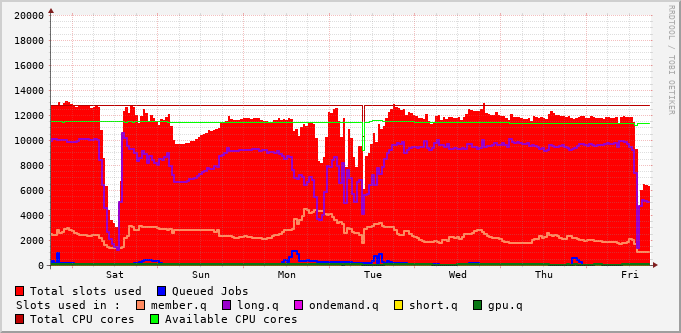 RRDTOOL / TOBI OETIKER
20000
18000
16000
14000
12000
10000
8000
6000
4000
2000
0
Sat Sun Mon Tue Wed Thu Fri
Total slots used Queued Jobs
Slots used in : member.q long.q ondemand.q short.q gpu.q
Total CPU cores Available CPU cores